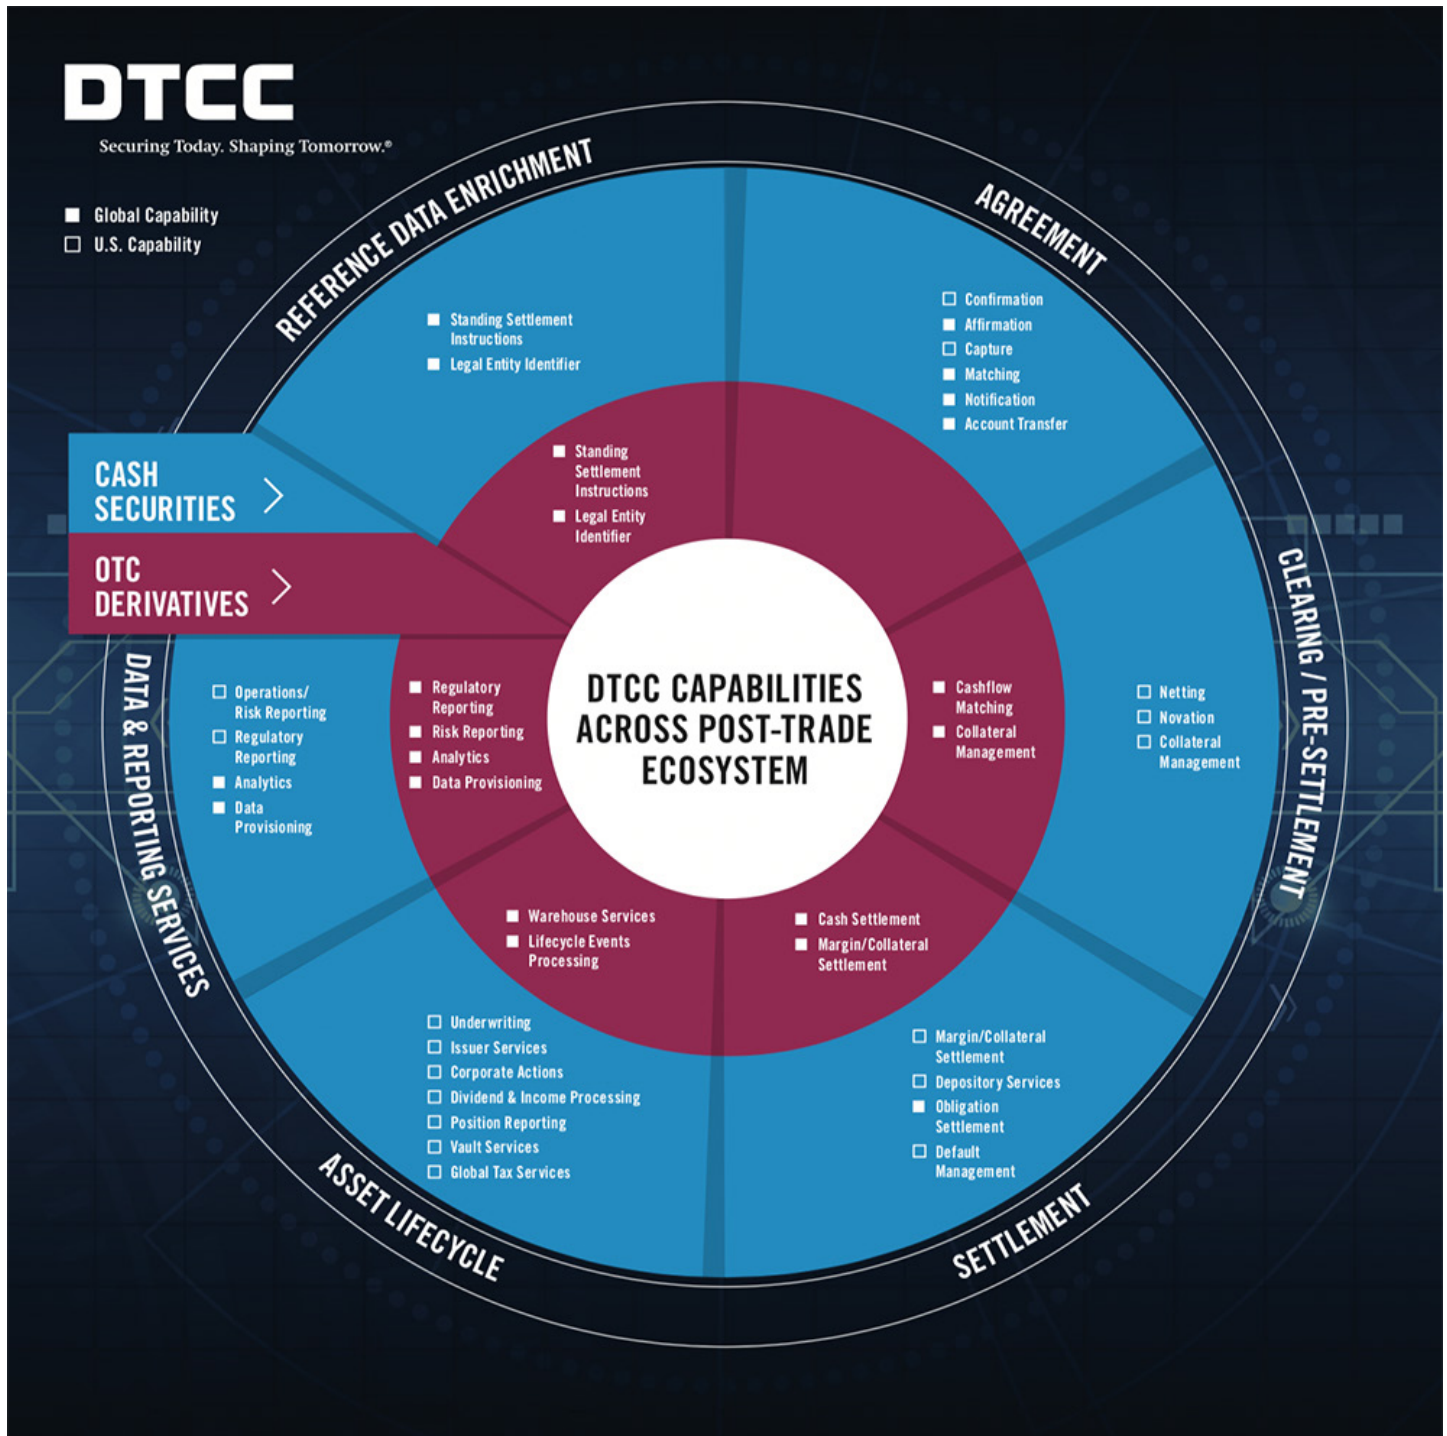 DTCC
Securing Today. Shaping Tomorrow.®
Global Capability
U.S. Capability
REFERENCE DATA ENRICHMENT
AGREEMENT
CLEARING / PRE-SETTLEMENT
SETTLEMENT
ASSET LIFECYCLE
DATA & REPORTING SERVICES
CASH
SECURITIES
OTC
DERIVATIVES
Standing Settlement
Instructions
Legal Entity Identifier
Confirmation
Affirmation
Capture
Matching
Notification
Account Transfer
Standing
Settlement
Instructions
Legal Entity
Identifier
Operations/
Risk Reporting
Regulatory
Reporting
Analytics
Data
Provisioning
Regulatory
Reporting
Risk Reporting
Analytics
Data Provisioning
DTCC CAPABILITIES
ACROSS POST-TRADE
ECOSYSTEM
Cashflow
Matching
Collateral
Management
Netting
Novation
Collateral
Management
Warehouse Services
Lifecycle Events
Processing
Cash Settlement
Margin/Collateral
Settlement
Underwriting
Issuer Services
Corporate Actions
Dividend & Income Processing
Position Reporting
Vault Services
Global Tax Services
Margin/Collateral
Settlement
Depository Services
Obligation
Settlement
Default
Management